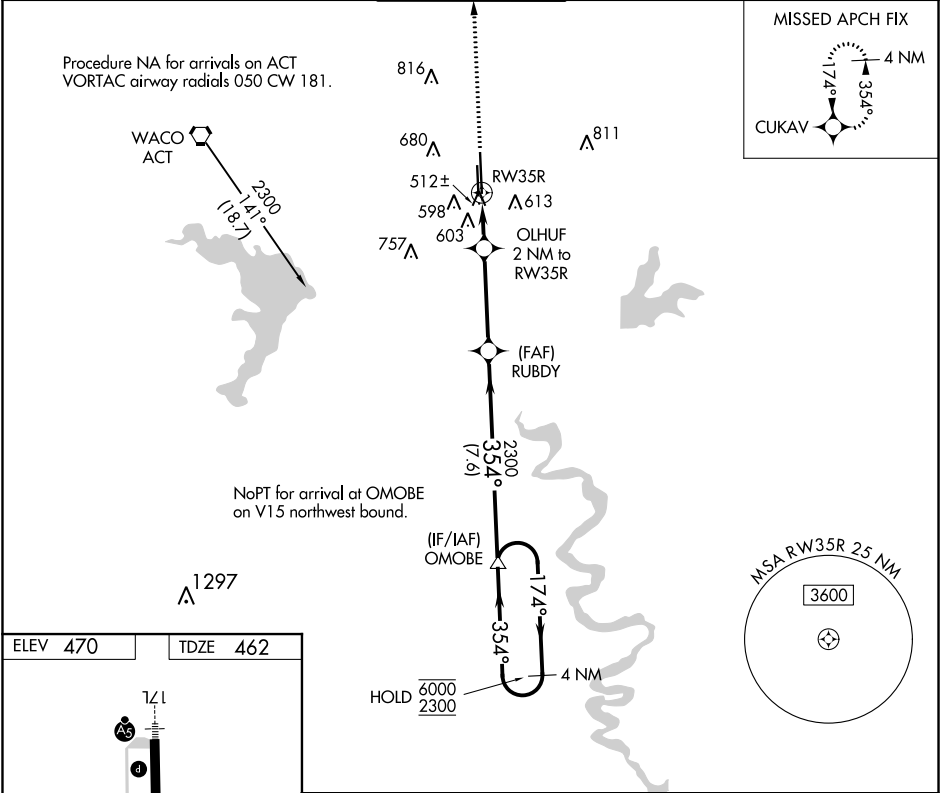 MISSED APCH FIX
4 NM
174°
354°
CUKAV
Procedure NA for arrivals on ACT
VORTAC airway radials 050 CW 181.
816
WACO
ACT
680
811
2300
141°
(18.7)
512±
RW35R
598
613
603
757
OLHUF
2 NM to
RW35R
(FAF)
RUBDY
2300
354°
(7.6)
NoPT for arrival at OMOBE
on V15 northwest bound.
(IF/IAF)
OMOBE
1297
174°
354°
MSA RW35R 25 NM
3600
ELEV 470
TDZE 462
HOLD
6000
2300
4 NM
17L
A5
P